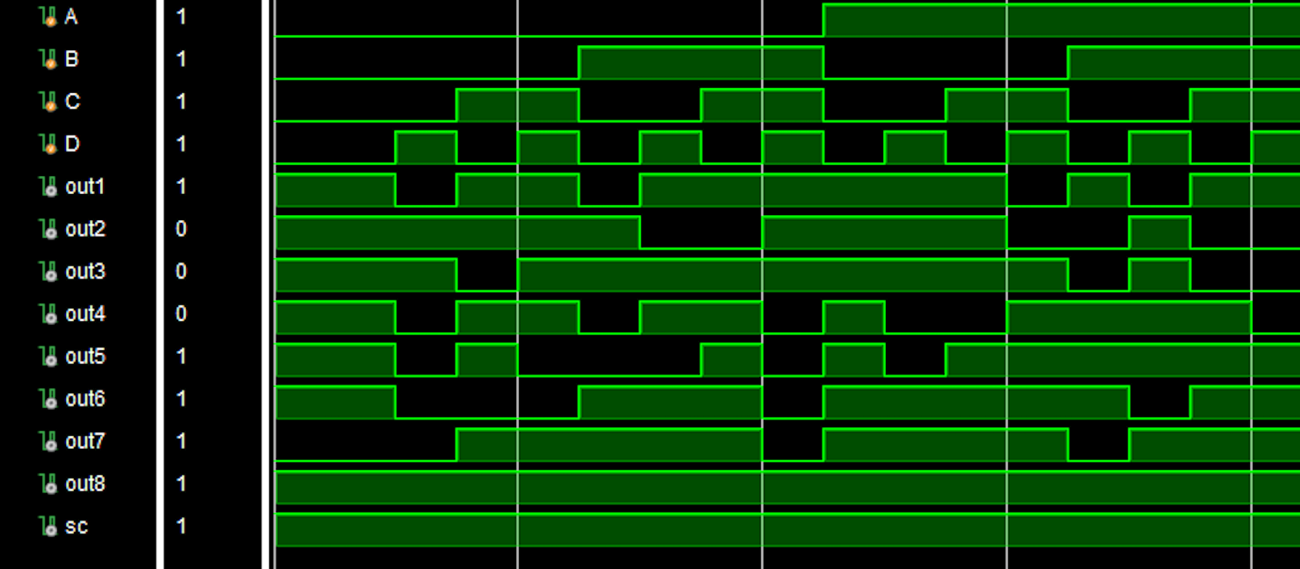 A 1
B 1
C 1
D 1
out1 1
out2 0
out3 0
out4 0
out5 1
out6 1
out7 1
out8 1
sc 1